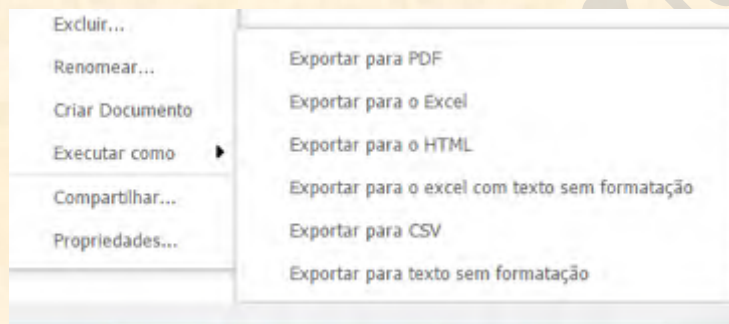 Excluir...
Renomear...
Criar Documento
Executar como
Compartilhar...
Propriedades...
Exportar para PDF
Exportar para o Excel
Exportar para o HTML
Exportar para o excel com texto sem formatação
Exportar para CSV
Exportar para texto sem formatação